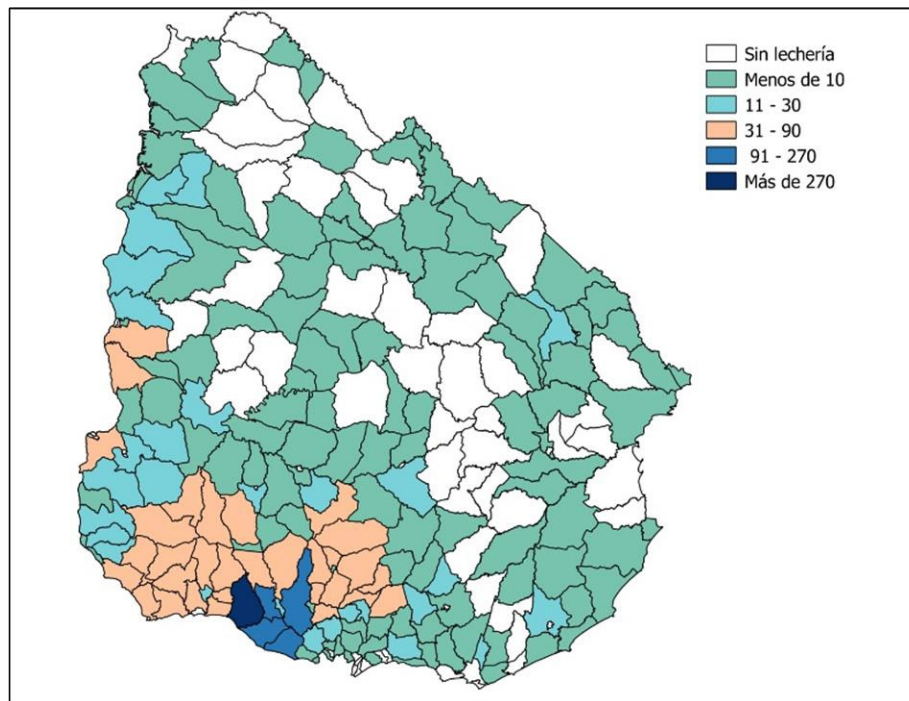 Sin lechería
Menos de 10
11 - 30
31 - 90
91 - 270
Más de 270